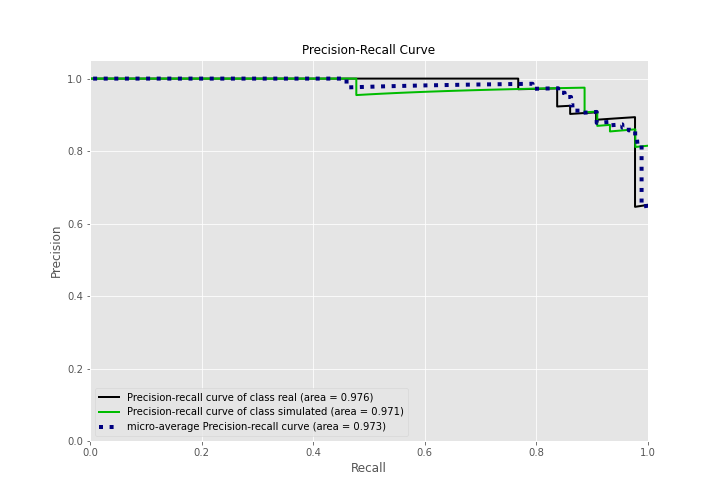 Precision-Recall Curve
1.0
0.8
0.6
0.4
0.2
0.0
Precision
Precision-recall curve of class real (area = 0.976)
Precision-recall curve of class simulated (area = 0.971)
micro-average Precision-recall curve (area = 0.973)
0.0 0.2 0.4 0.6 0.8 1.0
Recall